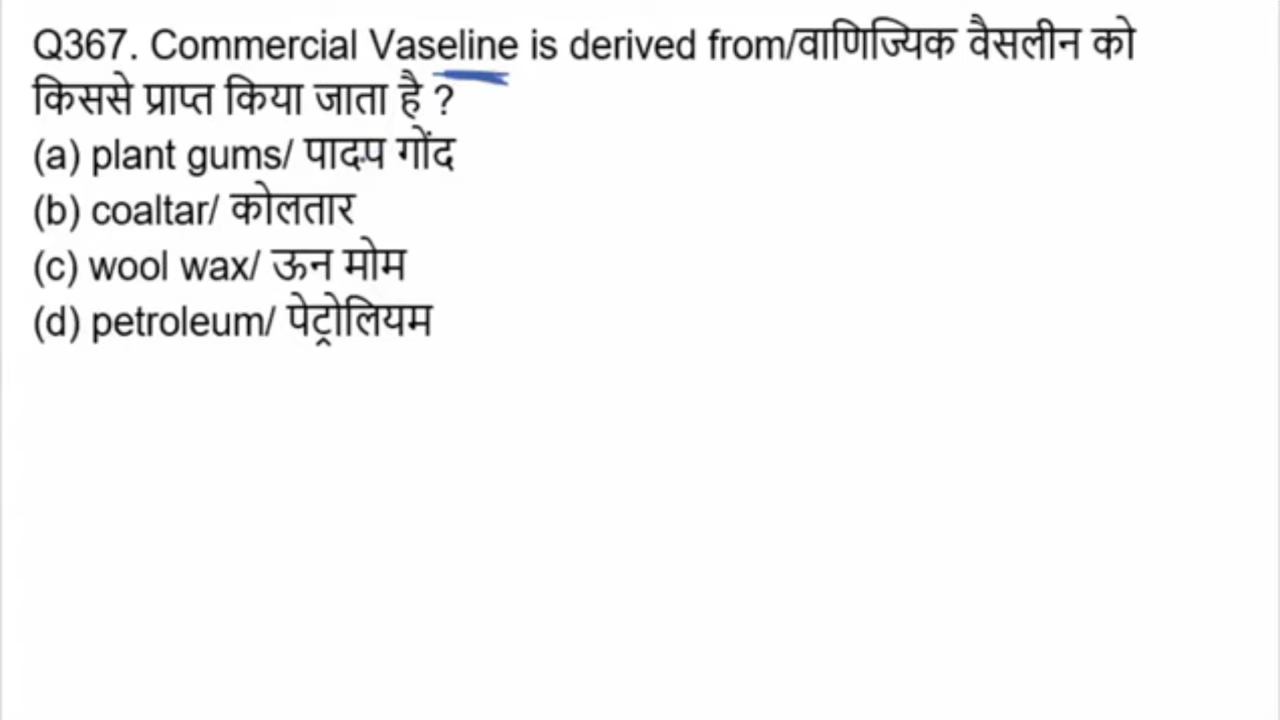 Q367. Commercial Vaseline is derived from/वाणिज्यिक वैसलीन को
किससे प्राप्त किया जाता है ?
(a) plant gums/ पादप गोंद
(b) coaltar/ कोलतार
(c) wool wax/ ऊन मोम
(d) petroleum/ पेट्रोलियम